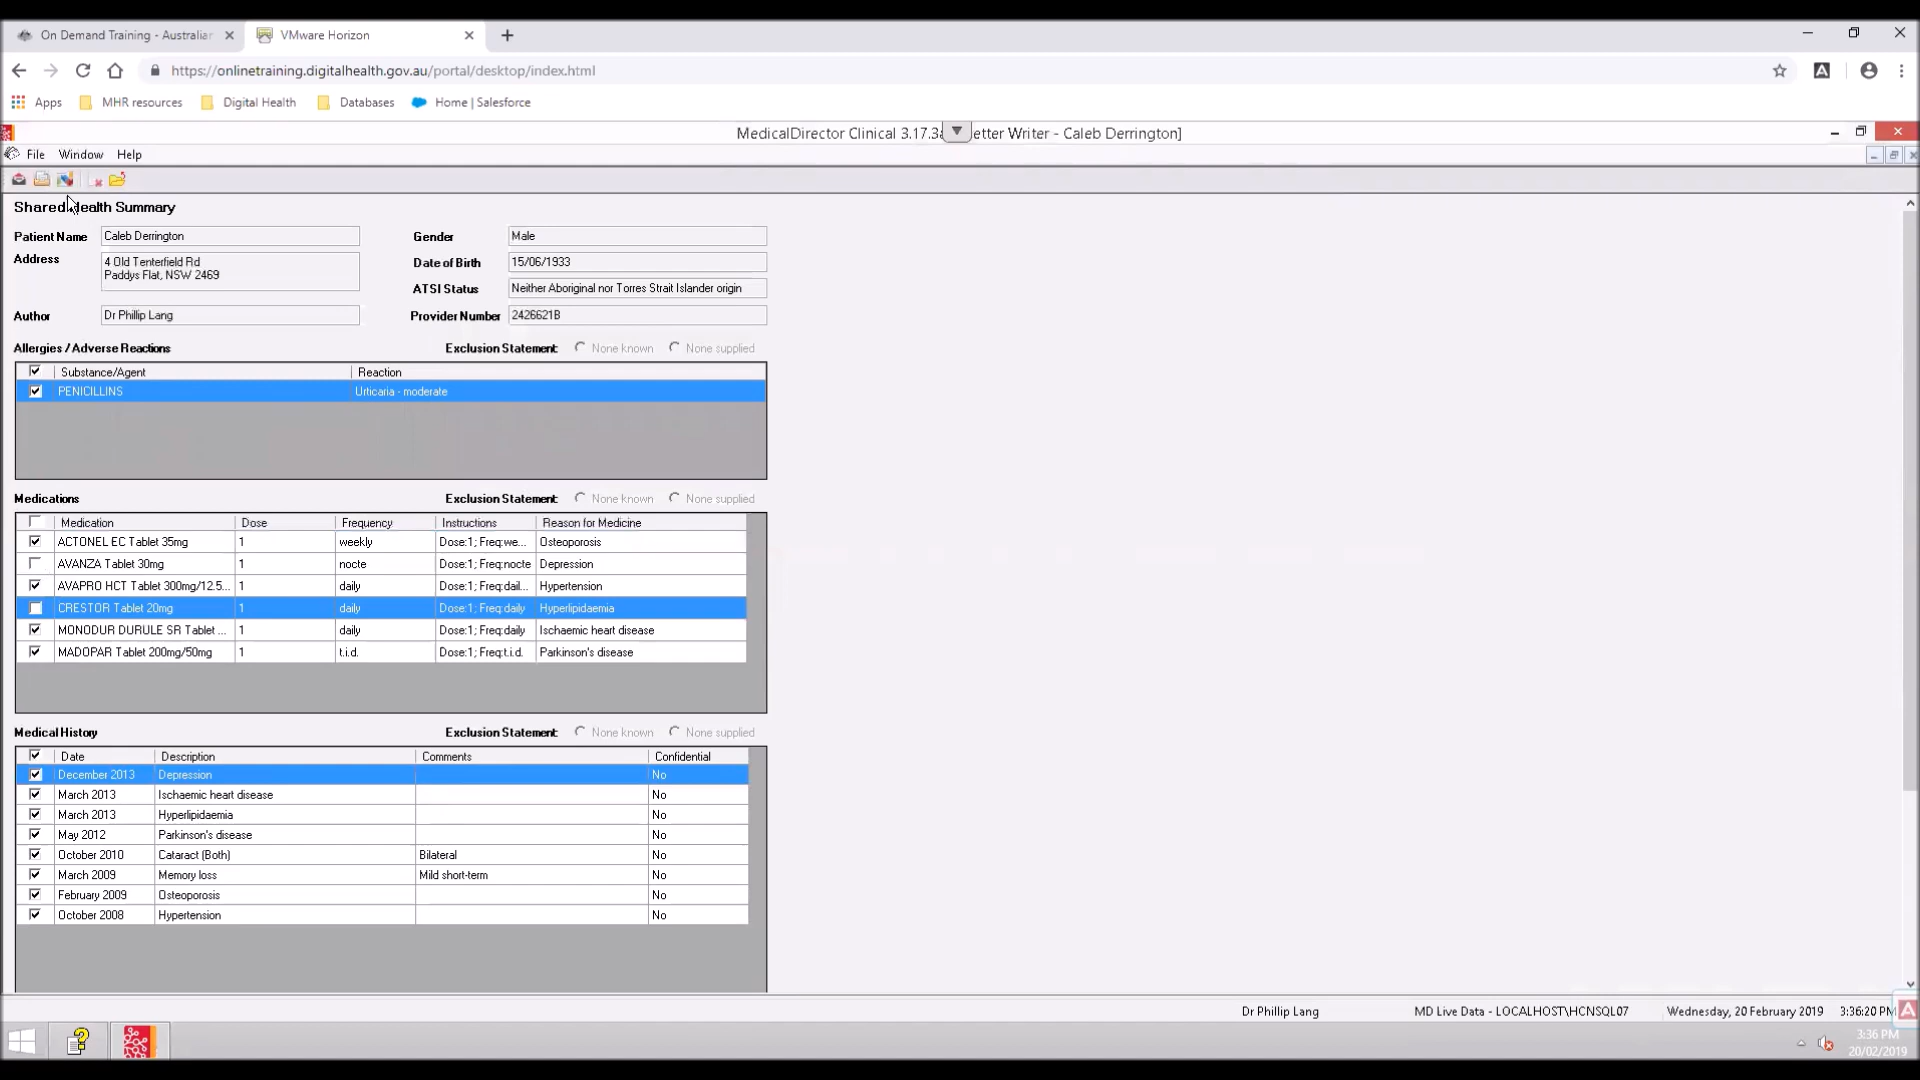 On Demand Training - Australian
VMware Horizon
https://onlinetraining.digitalhealth.gov.au/portal/desktop/index.html
Apps MHR resources Digital Health Databases Home | Salesforce
MedicalDirector Clinical 3.17.3a etter Writer - Caleb Derrington]
File Window Help
Shared Health Summary
Patient Name Caleb Derrington Gender Male
Address 4 Old Tenterfield Rd
Paddys Flat, NSW 2469
Date of Birth 15/06/1933
ATSI Status Neither Aboriginal nor Torres Strait Islander origin
Author Dr Phillip Lang Provider Number 2426621B
Allergies / Adverse Reactions Exclusion Statement: None known None supplied
Substance/Agent Reaction
PENICILLINS Urticaria - moderate
Medications Exclusion Statement: None known None supplied
Medication Dose Frequency Instructions Reason for Medicine
ACTONEL EC Tablet 35mg 1 weekly Dose:1; Freq:we... Osteoporosis
AVANZA Tablet 30mg 1 nocte Dose:1; Freq:nocte Depression
AVAPRO HCT Tablet 300mg/12.5... 1 daily Dose:1; Freq:dail... Hypertension
CRESTOR Tablet 20mg 1 daily Dose:1; Freq:daily Hyperlipidaemia
MONODUR DURULE SR Tablet ... 1 daily Dose:1; Freq:daily Ischaemic heart disease
MADOPAR Tablet 200mg/50mg 1 t.i.d. Dose:1; Freq:t.i.d. Parkinson's disease
Medical History Exclusion Statement: None known None supplied
Date Description Comments Confidential
December 2013 Depression No
March 2013 Ischaemic heart disease No
March 2013 Hyperlipidaemia No
May 2012 Parkinson's disease No
October 2010 Cataract (Both) Bilateral No
March 2009 Memory loss Mild short-term No
February 2009 Osteoporosis No
October 2008 Hypertension No
Dr Phillip Lang MD Live Data - LOCALHOST\HCNSQL07 Wednesday, 20 February 2019 3:36:20 PM
3:36 PM
20/02/2019